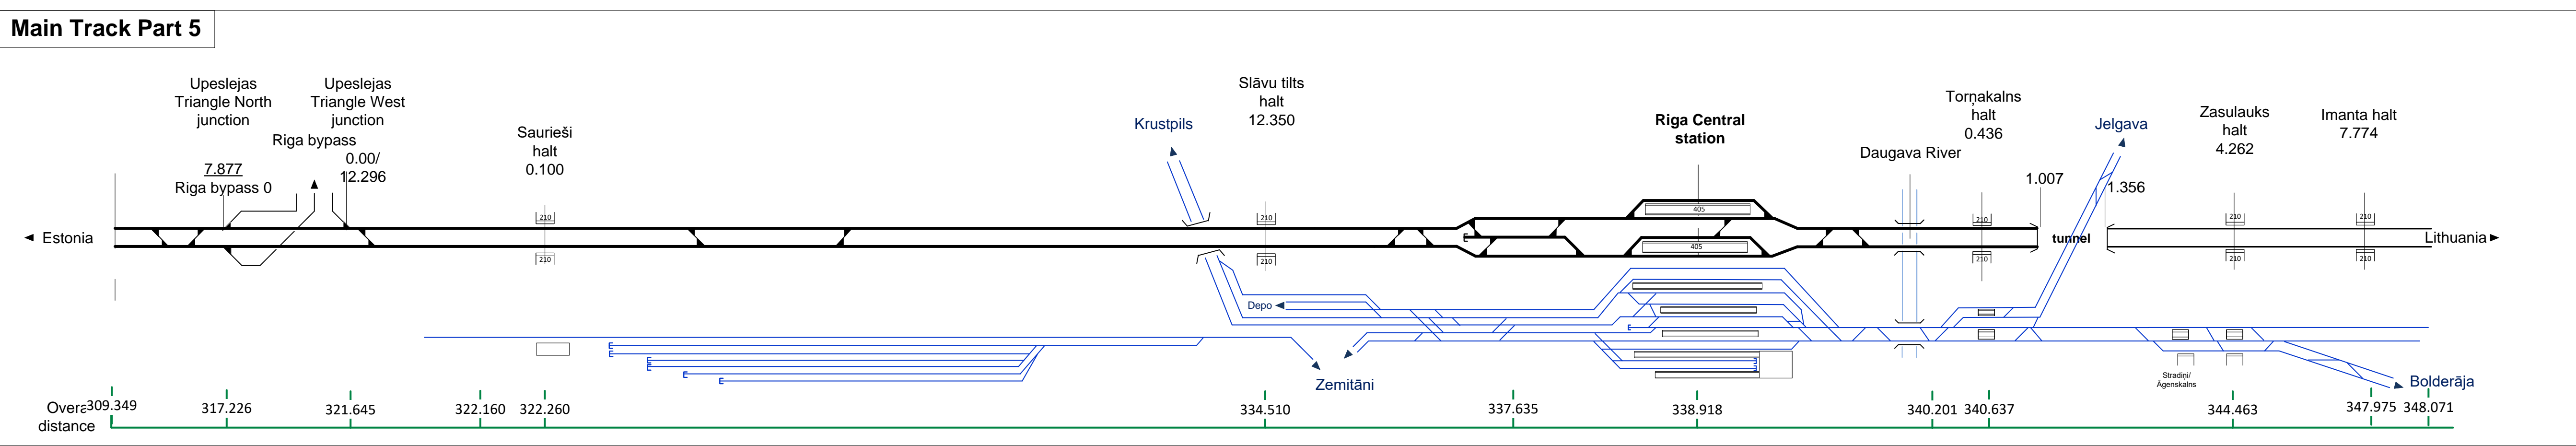 Main Track Part 5
Upeslejas
Triangle North
junction
Upeslejas
Triangle West
junction
Riga bypass
0.00/
12.296
7.877
Riga bypass 0
Saurieši
halt
0.100
Krustpils
Slāvu tilts
halt
12.350
Riga Central
station
Daugava River
Torņakalns
halt
0.436
1.007
Jelgava
1.356
Zasulauks
halt
4.262
Imanta halt
7.774
210
210
405
210
210
210
Estonia
tunnel
Lithuania
405
210
210
210
210
210
Depo
Zemitāni
Stradiņi/
Āgenskalns
Bolderāja
Overa
distance
309.349
317.226
321.645
322.160
322.260
334.510
337.635
338.918
340.201
340.637
344.463
347.975
348.071